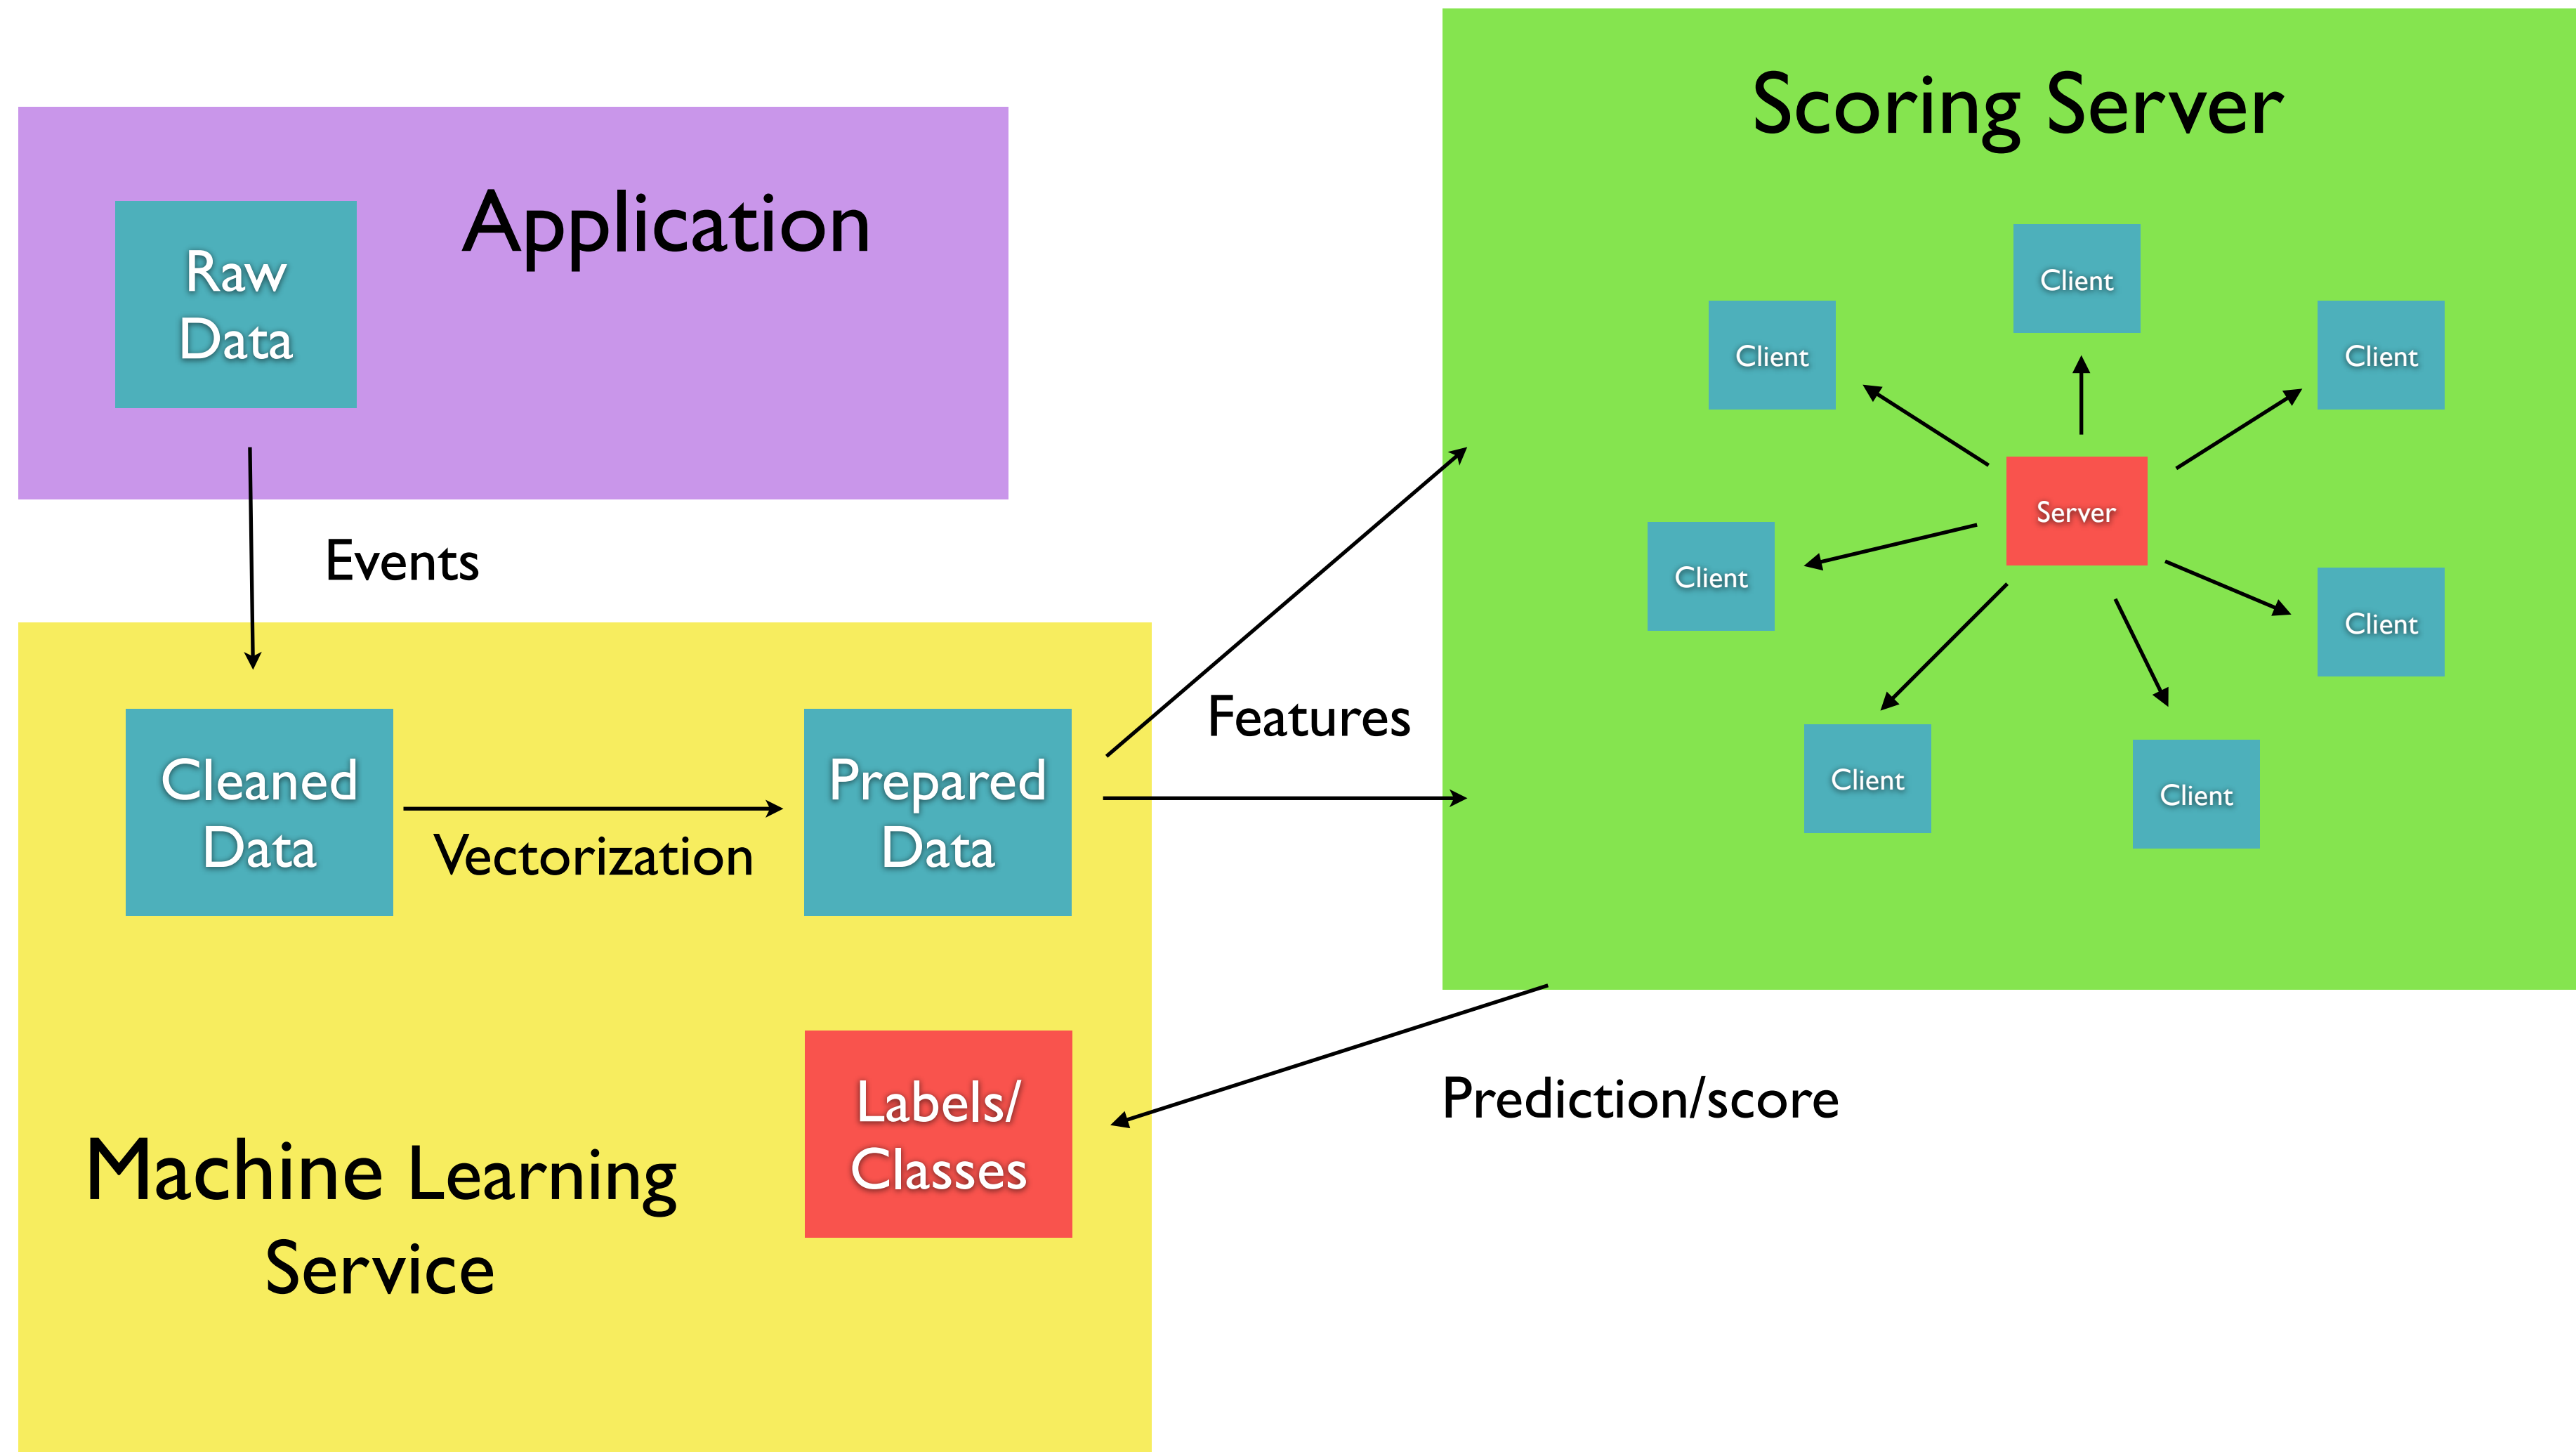 Application
Raw
Data
Events
Cleaned
Data
Vectorization
Prepared
Data
Labels/
Classes
Machine Learning
Service
Features
Prediction/score
Scoring Server
Client
Client
Client
Server
Client
Client
Client
Client